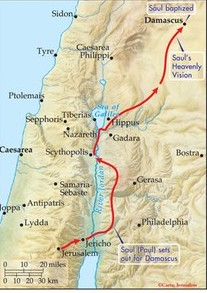 Saul baptized
Sidon
Damascus
Saul's
Heavenly
Vision
Tyre
Caesarea
Philippi
Ptolemais
Sea of
Galilee
Tiberias
Hippus
Sepphoris
Nazareth
Gadara
Caesarea
Scythopolis
Bostra
Samaria-
Sebaste
Gerasa
River Jordan
Joppa
Antipatris
Lydda
Philadelphia
Jericho
Jerusalem
Saul (Paul) sets
out for Damascus
0 10 20 miles
0 20 30 km
©Carta, Jerusalem